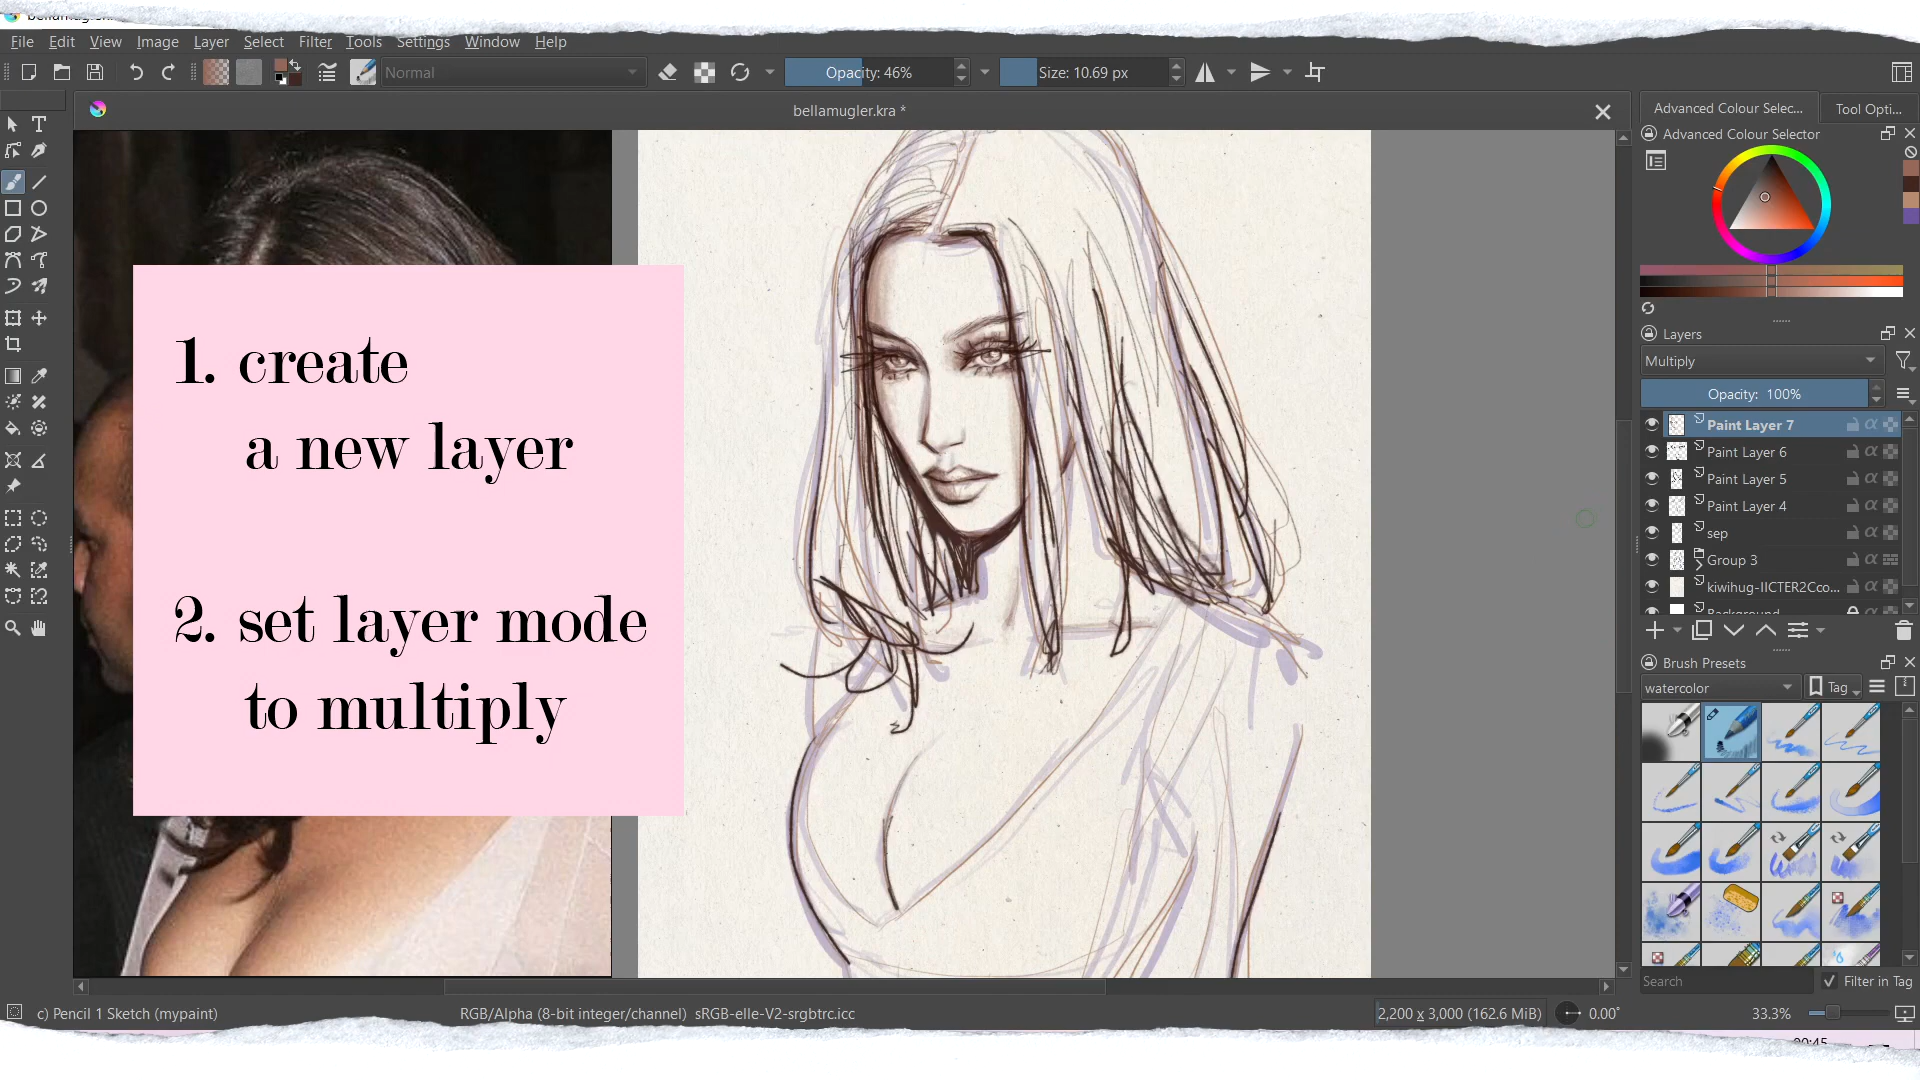 File Edit View Image Layer Select Filter Tools Settings Window Help
Normal Opacity: 46% Size: 10.69 px
bellamugler.kra *
Advanced Colour Selec... Tool Opti...
Advanced Colour Selector
Layers
Multiply
Opacity: 100%
Paint Layer 7
Paint Layer 6
Paint Layer 5
Paint Layer 4
sep
Group 3
kiwihug-IICTER2Cco...
Background
Brush Presets
watercolor Tag
Search Filter in Tag
1. create
a new layer
2. set layer mode
to multiply
c) Pencil 1 Sketch (mypaint) RGB/Alpha (8-bit integer/channel) sRGB-elle-V2-srgbtrc.icc 2,200 x 3,000 (162.6 MiB) 0.00° 33.3%